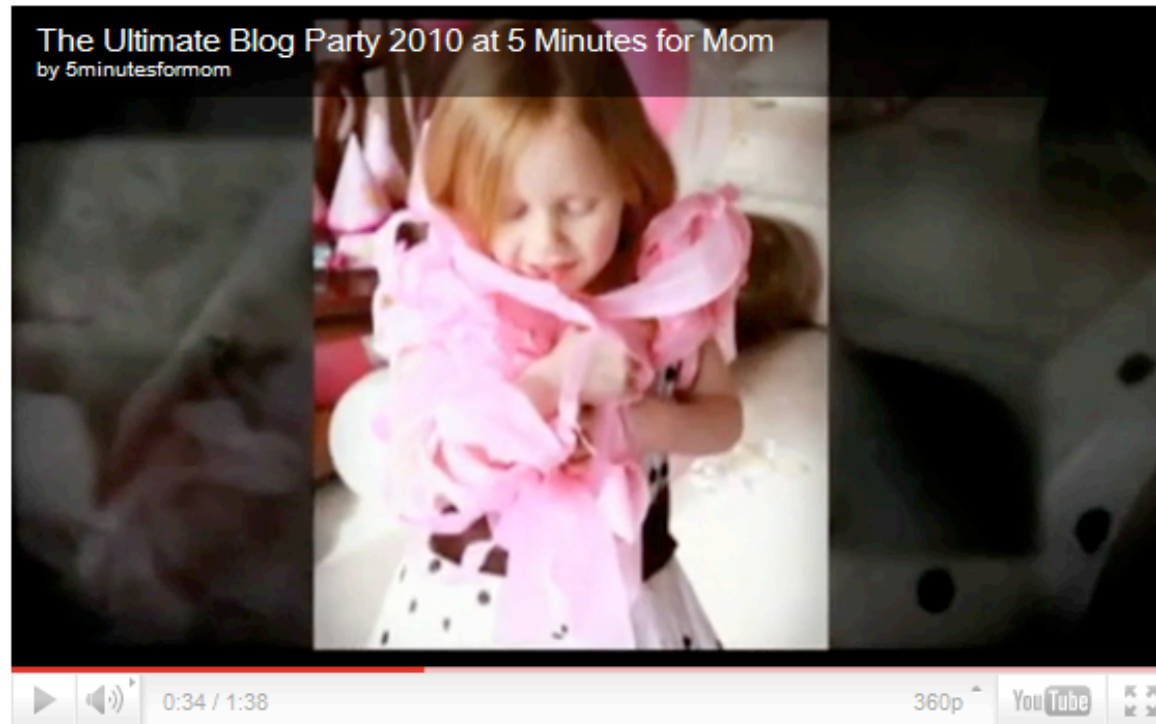 The Ultimate Blog Party 2010 at 5 Minutes for Mom
by 5minutesformom
0:34 / 1:38
360p
YouTube